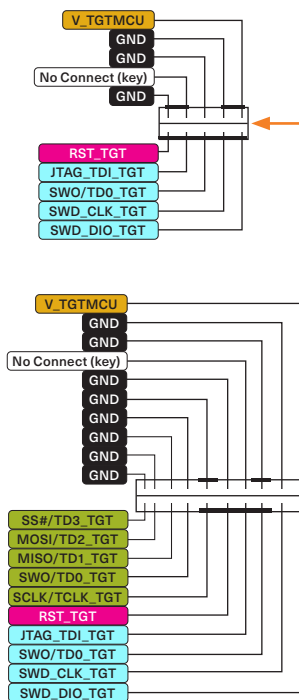 V_TGTMCU
GND
GND
No Connect (key)
GND
RST_TGT
JTAG_TDI_TGT
SWO/TD0_TGT
SWD_CLK_TGT
SWD_DIO_TGT
V_TGTMCU
GND
GND
No Connect (key)
GND
GND
GND
GND
GND
GND
SS#/TD3_TGT
MOSI/TD2_TGT
MISO/TD1_TGT
SWO/TD0_TGT
SCLK/TCLK_TGT
RST_TGT
JTAG_TDI_TGT
SWO/TD0_TGT
SWD_CLK_TGT
SWD_DIO_TGT